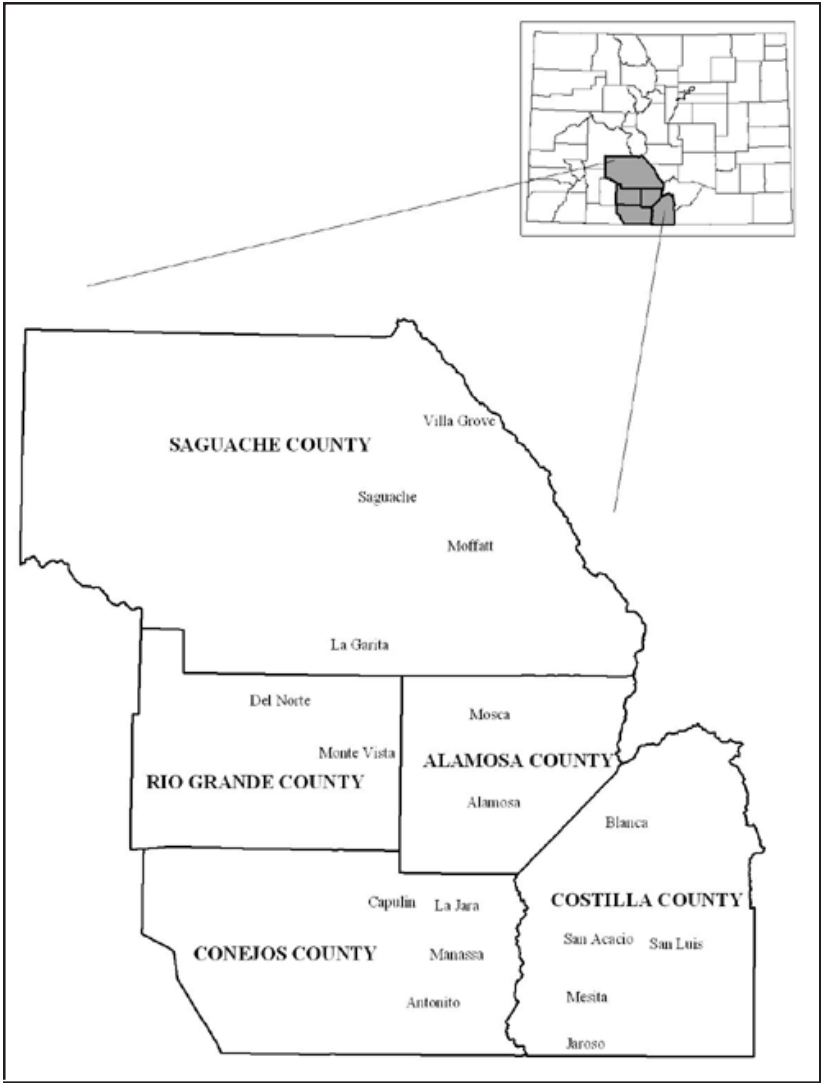 Villa Grove
SAGUACHE COUNTY
Saguache
Moffatt
La Garita
Del Norte
Mosca
Monte Vista
ALAMOSA COUNTY
RIO GRANDE COUNTY
Alamosa
Blanca
Capulin
La Jara
COSTILLA COUNTY
San Acacio
San Luis
CONEJOS COUNTY
Manassa
Mesita
Antonito
Jaroso